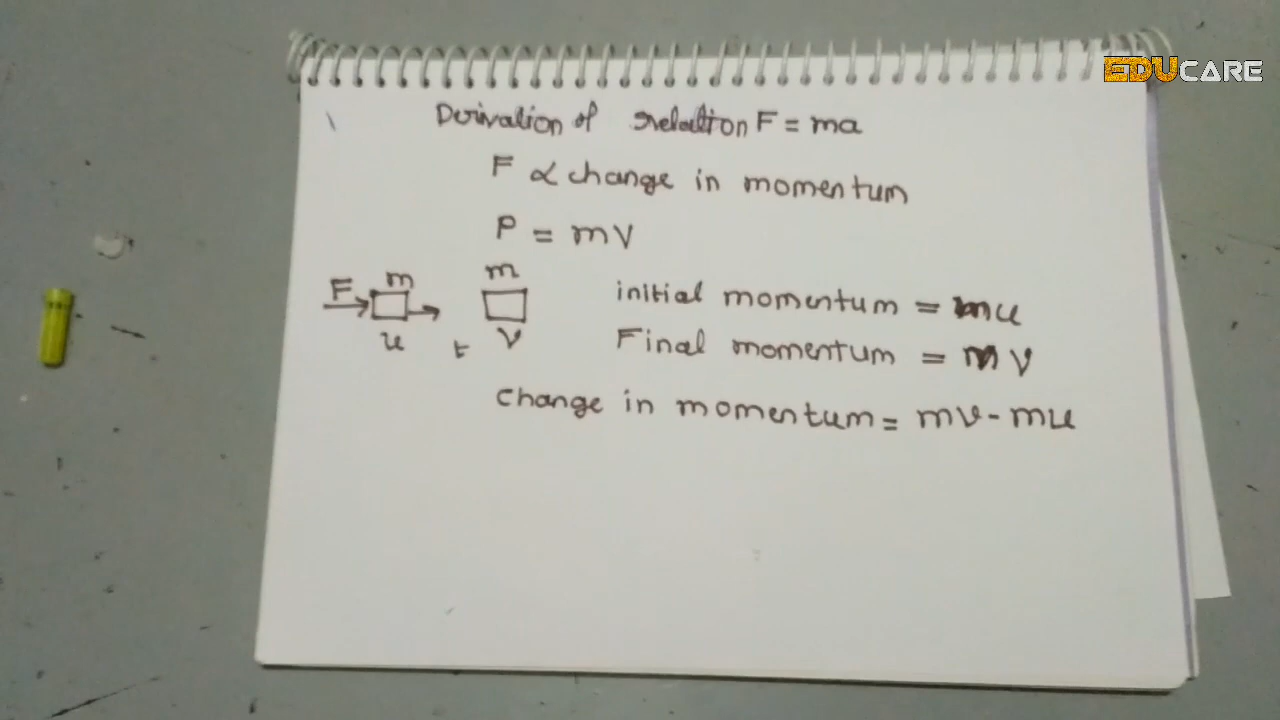 EDUCARE
Derivation of relation F = ma
F ∝ change in momentum
P = mv
F m
u t
m
v
initial momentum = mu
Final momentum = mv
change in momentum = mv - mu